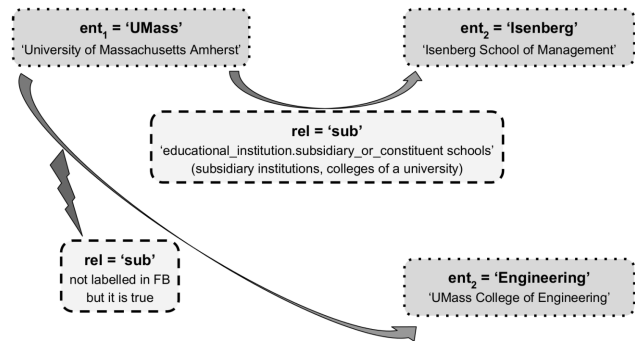 ent₁ = ‘UMass’
‘University of Massachusetts Amherst’
ent₂ = ‘Isenberg’
‘Isenberg School of Management’
rel = ‘sub’
‘educational_institution.subsidiary_or_constituent schools’
(subsidiary institutions, colleges of a university)
rel = ‘sub’
not labelled in FB
but it is true
ent₂ = ‘Engineering’
‘UMass College of Engineering’